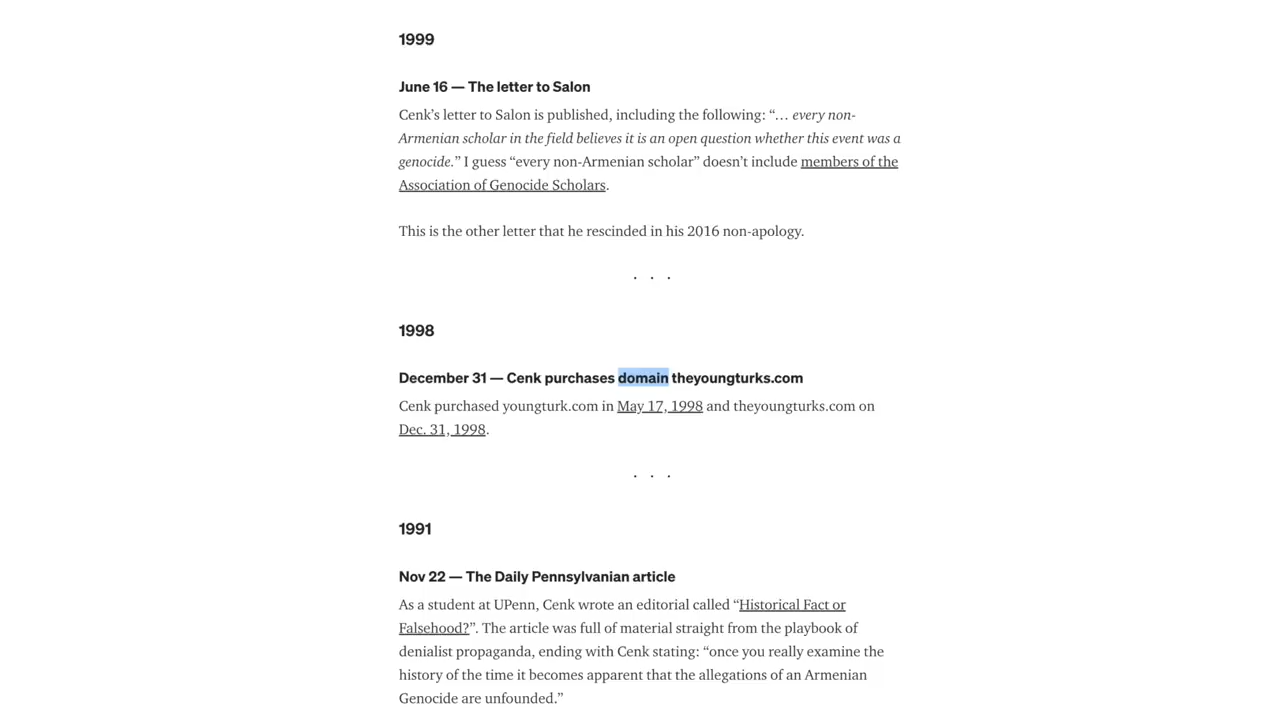 1999
June 16 — The letter to Salon
Cenk’s letter to Salon is published, including the following: “… every non-
Armenian scholar in the field believes it is an open question whether this event was a
genocide.” I guess “every non-Armenian scholar” doesn’t include members of the
Association of Genocide Scholars.
This is the other letter that he rescinded in his 2016 non-apology.
. . .
1998
December 31 — Cenk purchases domain theyoungturks.com
Cenk purchased youngturk.com in May 17, 1998 and theyoungturks.com on
Dec. 31, 1998.
. . .
1991
Nov 22 — The Daily Pennsylvanian article
As a student at UPenn, Cenk wrote an editorial called “Historical Fact or
Falsehood?”. The article was full of material straight from the playbook of
denialist propaganda, ending with Cenk stating: “once you really examine the
history of the time it becomes apparent that the allegations of an Armenian
Genocide are unfounded.”